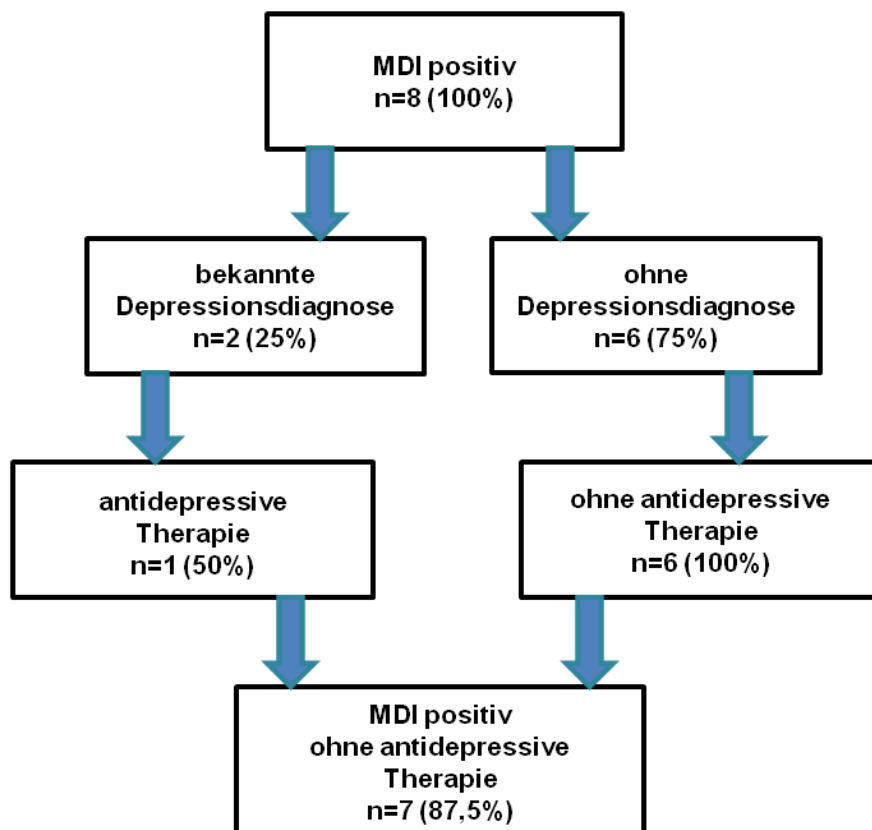 MDI positiv
n=8 (100%)
bekannte
Depressionsdiagnose
n=2 (25%)
ohne
Depressionsdiagnose
n=6 (75%)
antidepressive
Therapie
n=1 (50%)
ohne antidepressive
Therapie
n=6 (100%)
MDI positiv
ohne antidepressive
Therapie
n=7 (87,5%)